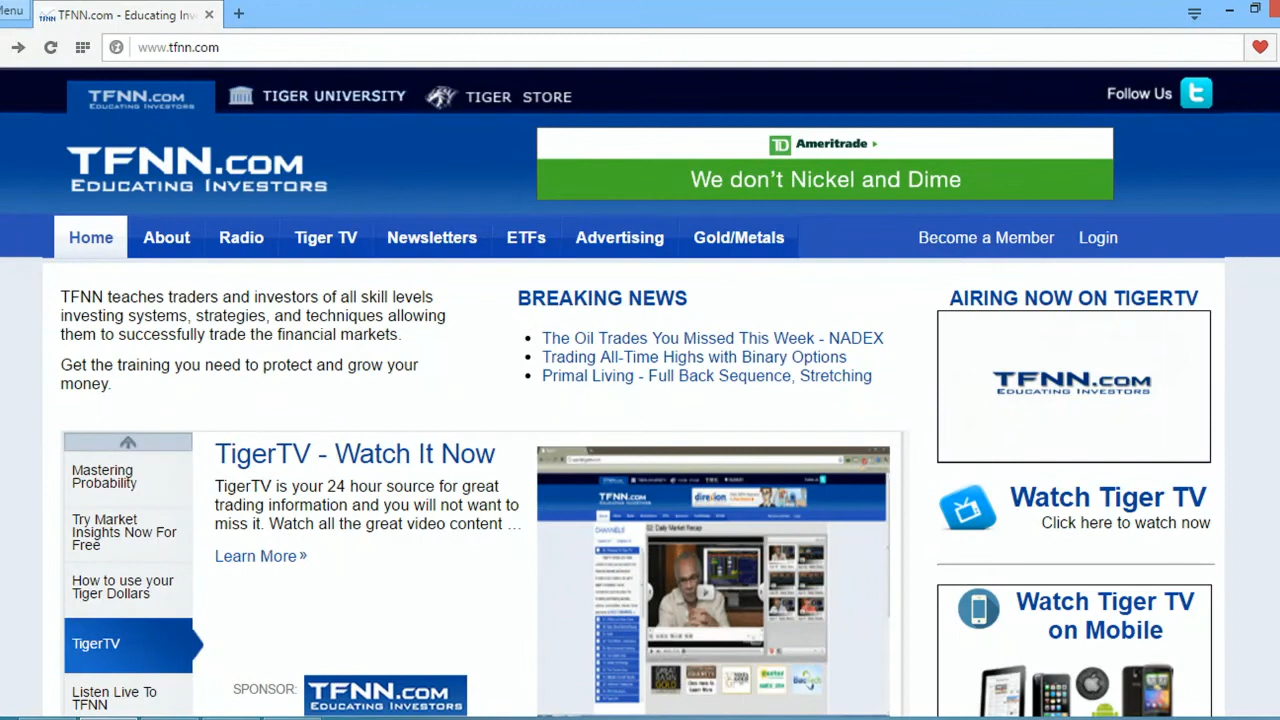 Menu
TFNN.com - Educating Inv
www.tfnn.com
TFNN.COM
EDUCATING INVESTORS
TIGER UNIVERSITY
TIGER STORE
Follow Us
TFNN.COM
EDUCATING INVESTORS
TD Ameritrade
We don't Nickel and Dime
Home
About
Radio
Tiger TV
Newsletters
ETFs
Advertising
Gold/Metals
Become a Member
Login
TFNN teaches traders and investors of all skill levels
investing systems, strategies, and techniques allowing
them to successfully trade the financial markets.
Get the training you need to protect and grow your
money.
BREAKING NEWS
The Oil Trades You Missed This Week - NADEX
Trading All-Time Highs with Binary Options
Primal Living - Full Back Sequence, Stretching
AIRING NOW ON TIGERTV
TFNN.COM
EDUCATING INVESTORS
Watch Tiger TV
Click here to watch now
Watch Tiger TV
on Mobile
Mastering
Probability
Top Market
Insights Now For
Free
How to use your
Tiger Dollars
TigerTV
Listen Live To
TFNN
TigerTV - Watch It Now
TigerTV is your 24 hour source for great
trading information and you will not want to
miss it. Watch all the great video content ...
Learn More »
SPONSOR:
TFNN.COM
EDUCATING INVESTORS
TFNN.COM
direxion
CHANNELS